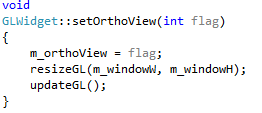 void
GLWidget::setOrthoView(int flag)
{
    m_orthoView = flag;
    resizeGL(m_windowW, m_windowH);
    updateGL();
}